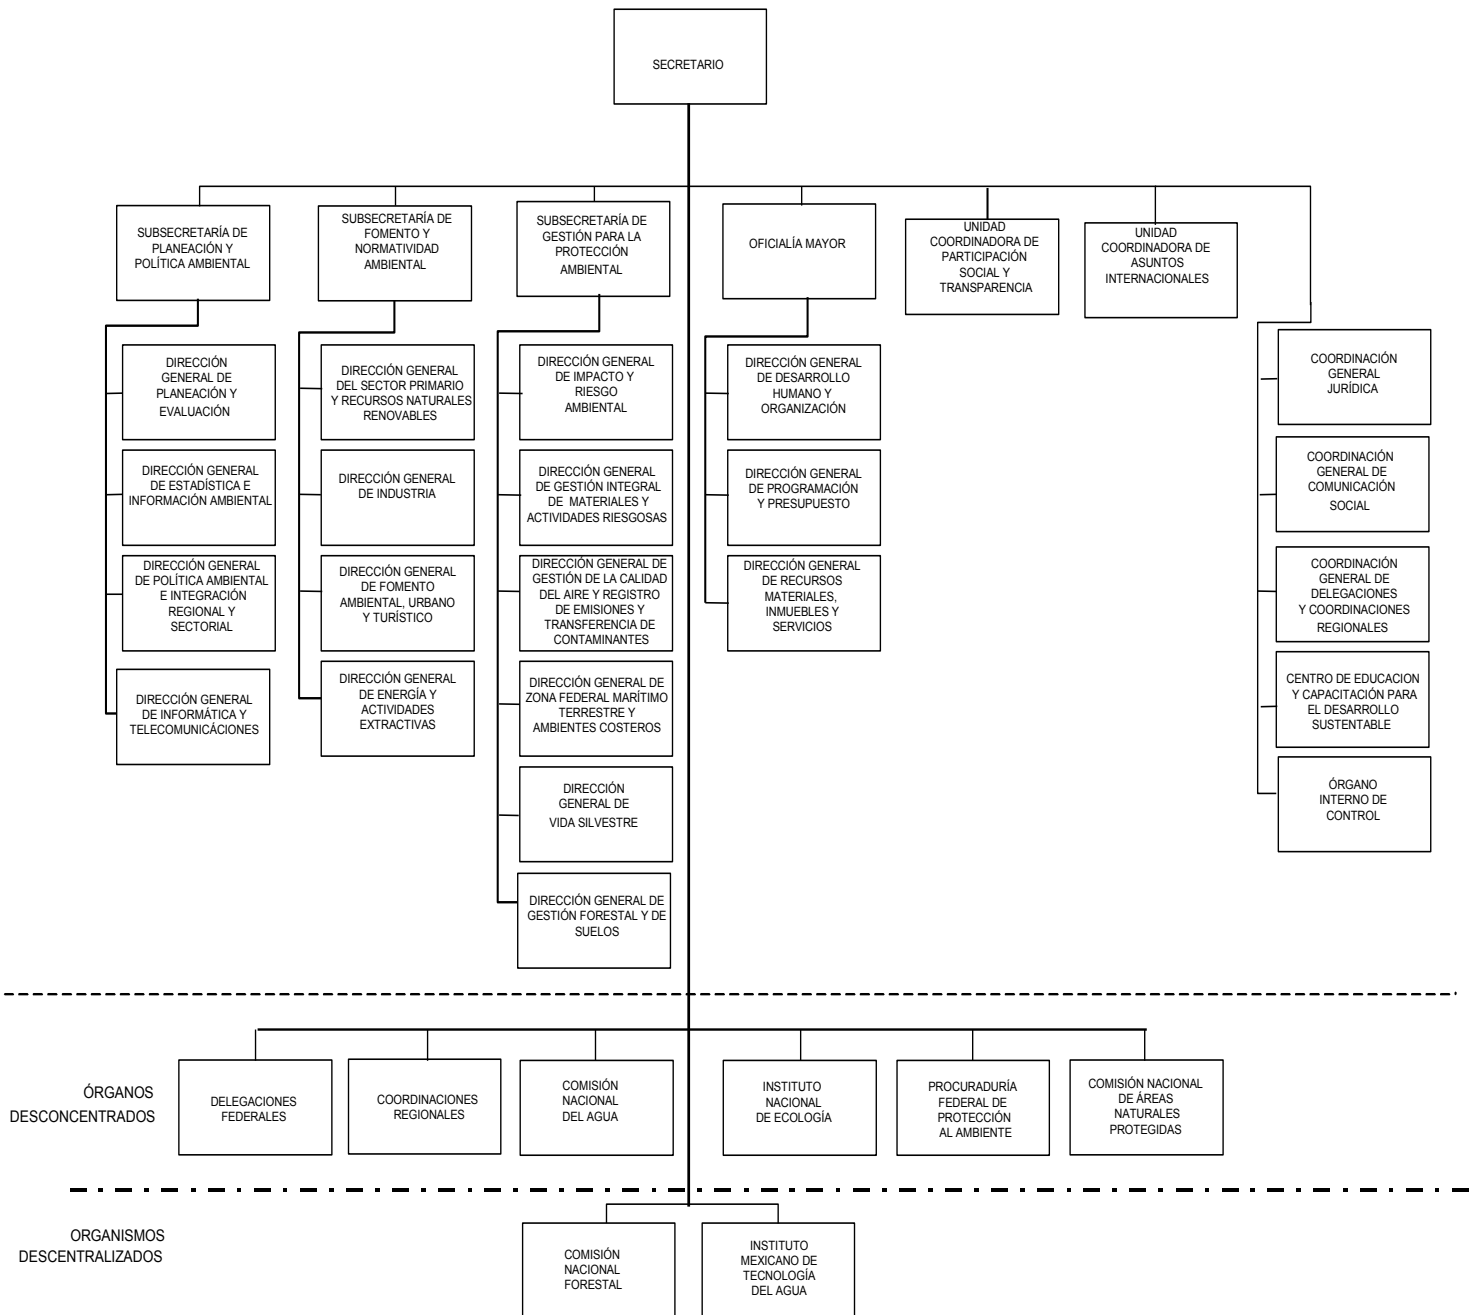 SECRETARIO
SUBSECRETARÍA DE
PLANEACIÓN Y
POLÍTICA AMBIENTAL
SUBSECRETARÍA DE
FOMENTO Y
NORMATIVIDAD
AMBIENTAL
SUBSECRETARÍA DE
GESTIÓN PARA LA
PROTECCIÓN
AMBIENTAL
OFICIALÍA MAYOR
UNIDAD
COORDINADORA DE
PARTICIPACIÓN
SOCIAL Y
TRANSPARENCIA
UNIDAD
COORDINADORA DE
ASUNTOS
INTERNACIONALES
DIRECCIÓN
GENERAL DE
PLANEACIÓN Y
EVALUACIÓN
DIRECCIÓN GENERAL
DE ESTADÍSTICA E
INFORMACIÓN AMBIENTAL
DIRECCIÓN GENERAL
DE POLÍTICA AMBIENTAL
E INTEGRACIÓN
REGIONAL Y
SECTORIAL
DIRECCIÓN GENERAL
DE INFORMÁTICA Y
TELECOMUNICÁCIONES
DIRECCIÓN GENERAL
DEL SECTOR PRIMARIO
Y RECURSOS NATURALES
RENOVABLES
DIRECCIÓN GENERAL
DE INDUSTRIA
DIRECCIÓN GENERAL
DE FOMENTO
AMBIENTAL, URBANO
Y TURÍSTICO
DIRECCIÓN GENERAL
DE ENERGÍA Y
ACTIVIDADES
EXTRACTIVAS
DIRECCIÓN GENERAL
DE IMPACTO Y
RIESGO
AMBIENTAL
DIRECCIÓN GENERAL
DE GESTIÓN INTEGRAL
DE MATERIALES Y
ACTIVIDADES RIESGOSAS
DIRECCIÓN GENERAL DE
GESTIÓN DE LA CALIDAD
DEL AIRE Y REGISTRO
DE EMISIONES Y
TRANSFERENCIA DE
CONTAMINANTES
DIRECCIÓN GENERAL DE
ZONA FEDERAL MARÍTIMO
TERRESTRE Y
AMBIENTES COSTEROS
DIRECCIÓN
GENERAL DE
VIDA SILVESTRE
DIRECCIÓN GENERAL DE
GESTIÓN FORESTAL Y DE
SUELOS
DIRECCIÓN GENERAL
DE DESARROLLO
HUMANO Y
ORGANIZACIÓN
DIRECCIÓN GENERAL
DE PROGRAMACIÓN
Y PRESUPUESTO
DIRECCIÓN GENERAL
DE RECURSOS
MATERIALES,
INMUEBLES Y
SERVICIOS
COORDINACIÓN
GENERAL
JURÍDICA
COORDINACIÓN
GENERAL DE
COMUNICACIÓN
SOCIAL
COORDINACIÓN
GENERAL DE
DELEGACIONES
Y COORDINACIONES
REGIONALES
CENTRO DE EDUCACION
Y CAPACITACIÓN PARA
EL DESARROLLO
SUSTENTABLE
ÓRGANO
INTERNO DE
CONTROL
ÓRGANOS
DESCONCENTRADOS
DELEGACIONES
FEDERALES
COORDINACIONES
REGIONALES
COMISIÓN
NACIONAL
DEL AGUA
INSTITUTO
NACIONAL
DE ECOLOGÍA
PROCURADURÍA
FEDERAL DE
PROTECCIÓN
AL AMBIENTE
COMISIÓN NACIONAL
DE ÁREAS
NATURALES
PROTEGIDAS
ORGANISMOS
DESCENTRALIZADOS
COMISIÓN
NACIONAL
FORESTAL
INSTITUTO
MEXICANO DE
TECNOLOGÍA
DEL AGUA